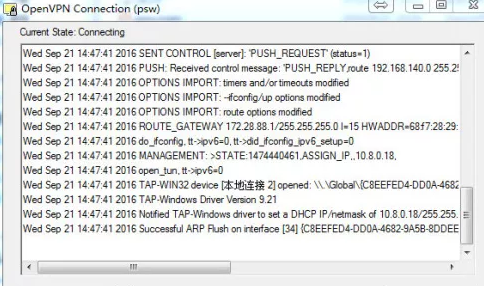 OpenVPN Connection (psw)
Current State: Connecting
Wed Sep 21 14:47:41 2016 SENT CONTROL [server]: 'PUSH_REQUEST' (status=1)
Wed Sep 21 14:47:41 2016 PUSH: Received control message: 'PUSH_REPLY,route 192.168.140.0 255.2
Wed Sep 21 14:47:41 2016 OPTIONS IMPORT: timers and/or timeouts modified
Wed Sep 21 14:47:41 2016 OPTIONS IMPORT: --ifconfig/up options modified
Wed Sep 21 14:47:41 2016 OPTIONS IMPORT: route options modified
Wed Sep 21 14:47:41 2016 ROUTE_GATEWAY 172.28.88.1/255.255.255.0 I=15 HWADDR=68:f7:28:29:
Wed Sep 21 14:47:41 2016 do_ifconfig, tt->ipv6=0, tt->did_ifconfig_ipv6_setup=0
Wed Sep 21 14:47:41 2016 MANAGEMENT: >STATE:1474440461,ASSIGN_IP,,10.8.0.18,
Wed Sep 21 14:47:41 2016 open_tun, tt->ipv6=0
Wed Sep 21 14:47:41 2016 TAP-WIN32 device [本地连接 2] opened: \\.\Global\{C8EEFED4-DD0A-4682
Wed Sep 21 14:47:41 2016 TAP-Windows Driver Version 9.21
Wed Sep 21 14:47:41 2016 Notified TAP-Windows driver to set a DHCP IP/netmask of 10.8.0.18/255.255.
Wed Sep 21 14:47:41 2016 Successful ARP Flush on interface [34] {C8EEFED4-DD0A-4682-9A5B-8DDEE